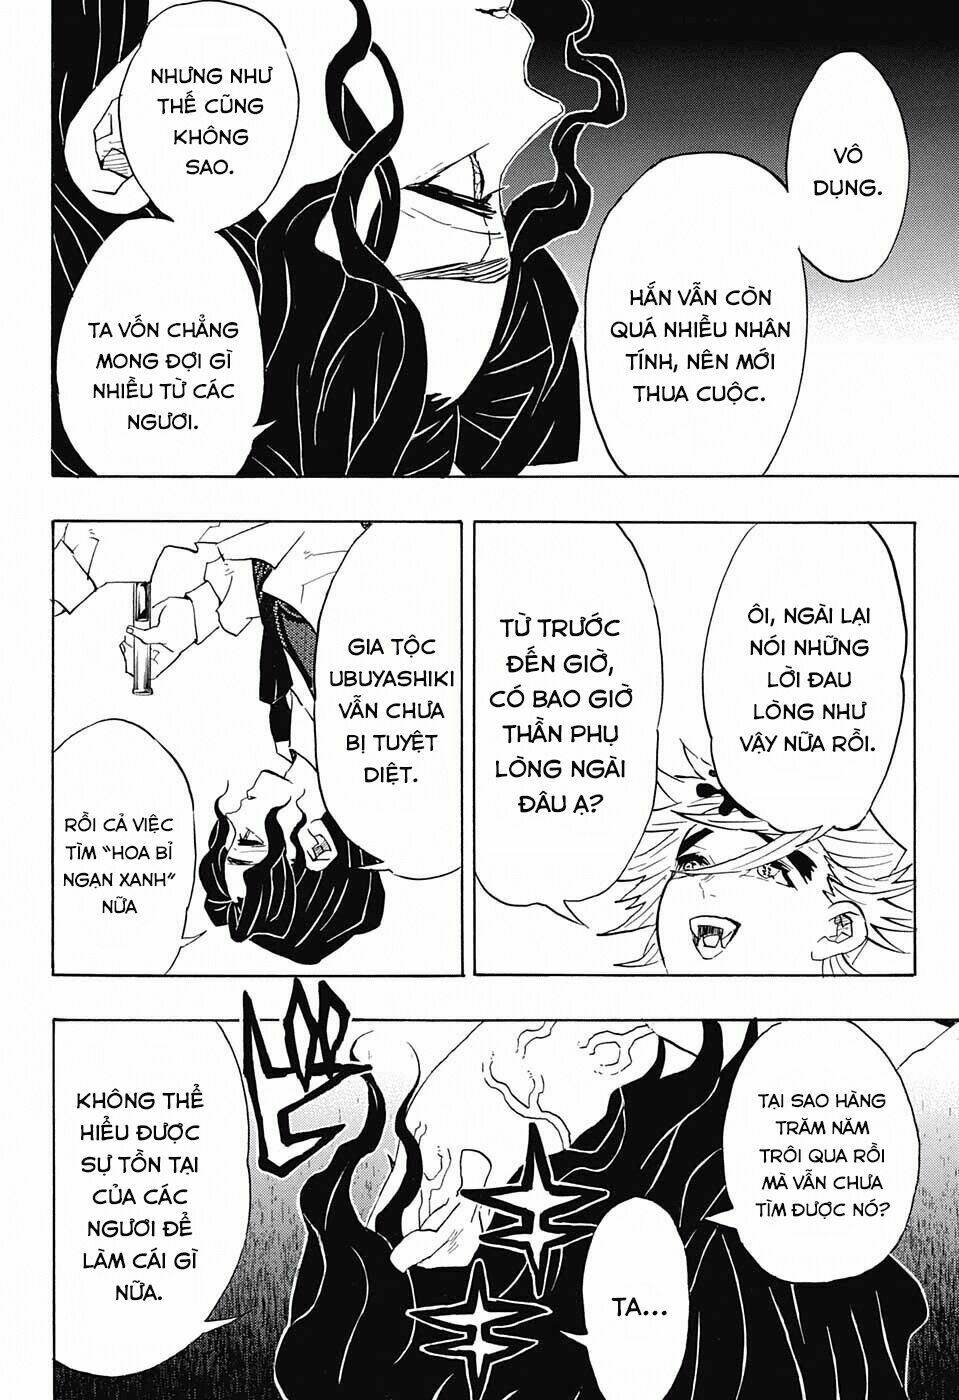 VÔ
DỤNG.
HẮN VẪN CÒN
QUÁ NHIỀU NHÂN
TÍNH, NÊN MỚI
THUA CUỘC.
NHƯNG NHƯ
THẾ CŨNG
KHÔNG
SAO.
TA VỐN CHẲNG
MONG ĐỢI GÌ
NHIỀU TỪ CÁC
NGƯƠI.
ÔI, NGÀI LẠI
NÓI NHỮNG
LỜI ĐAU
LÒNG NHƯ
VẬY NỮA RỒI.
TỪ TRƯỚC
ĐẾN GIỜ,
CÓ BAO GIỜ
THẦN PHỤ
LÒNG NGÀI
ĐÂU Ạ?
GIA TỘC
UBUYASHIKI
VẪN CHƯA
BỊ TUYỆT
DIỆT.
RỒI CẢ VIỆC
TÌM "HOA BỈ
NGẠN XANH"
NỮA
TẠI SAO HÀNG
TRĂM NĂM
TRÔI QUA RỒI
MÀ VẪN CHƯA
TÌM ĐƯỢC NÓ?
TA...
KHÔNG THỂ
HIỂU ĐƯỢC
SỰ TỒN TẠI
CỦA CÁC
NGƯƠI ĐỂ
LÀM CÁI GÌ
NỮA.